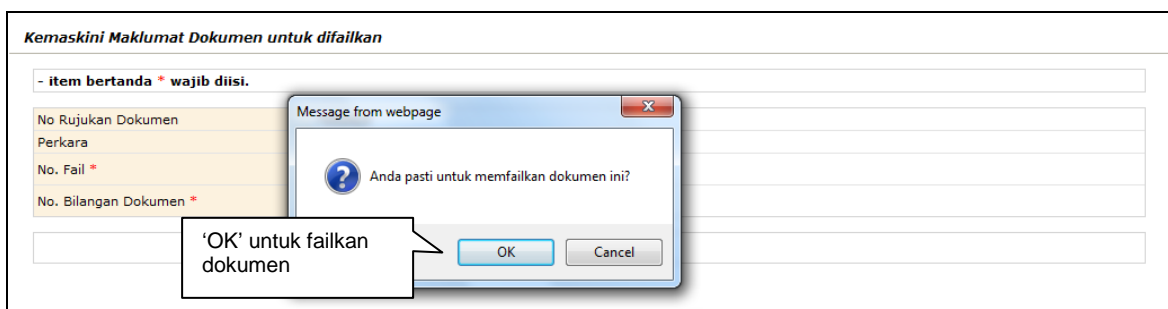 Kemaskini Maklumat Dokumen untuk difailkan
- item bertanda * wajib diisi.
Message from webpage
No Rujukan Dokumen
Perkara
No. Fail *
Anda pasti untuk memfailkan dokumen ini?
No. Bilangan Dokumen *
'OK' untuk failkan
dokumen
OK
Cancel